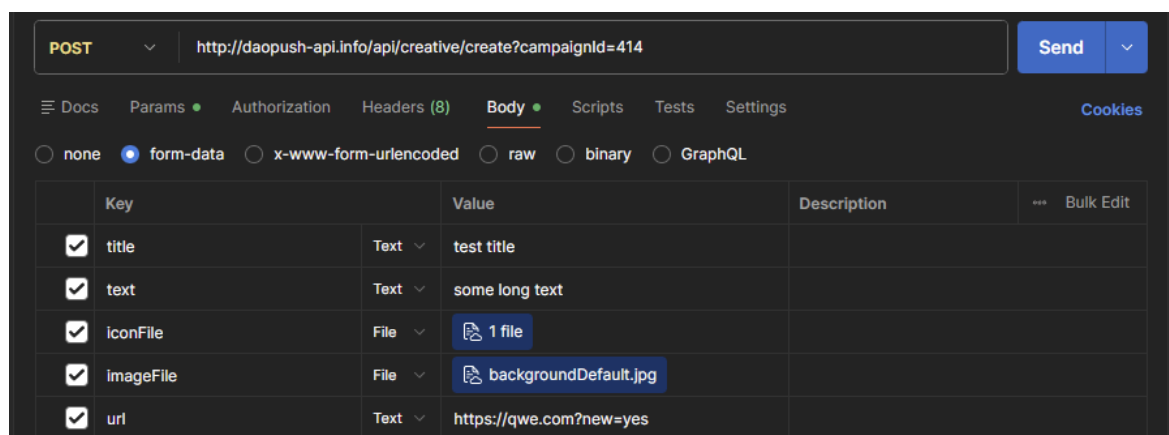 POST http://daopush-api.info/api/creative/create?campaignId=414 Send
Docs Params Authorization Headers (8) Body Scripts Tests Settings Cookies
none form-data x-www-form-urlencoded raw binary GraphQL
Key Value Description Bulk Edit
title Text test title
text Text some long text
iconFile File 1 file
imageFile File backgroundDefault.jpg
url Text https://qwe.com?new=yes